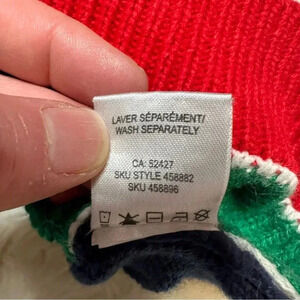 LAVER SÉPARÉMENT/
WASH SEPARATELY
CA: 52427
SKU STYLE 458882
SKU 458896